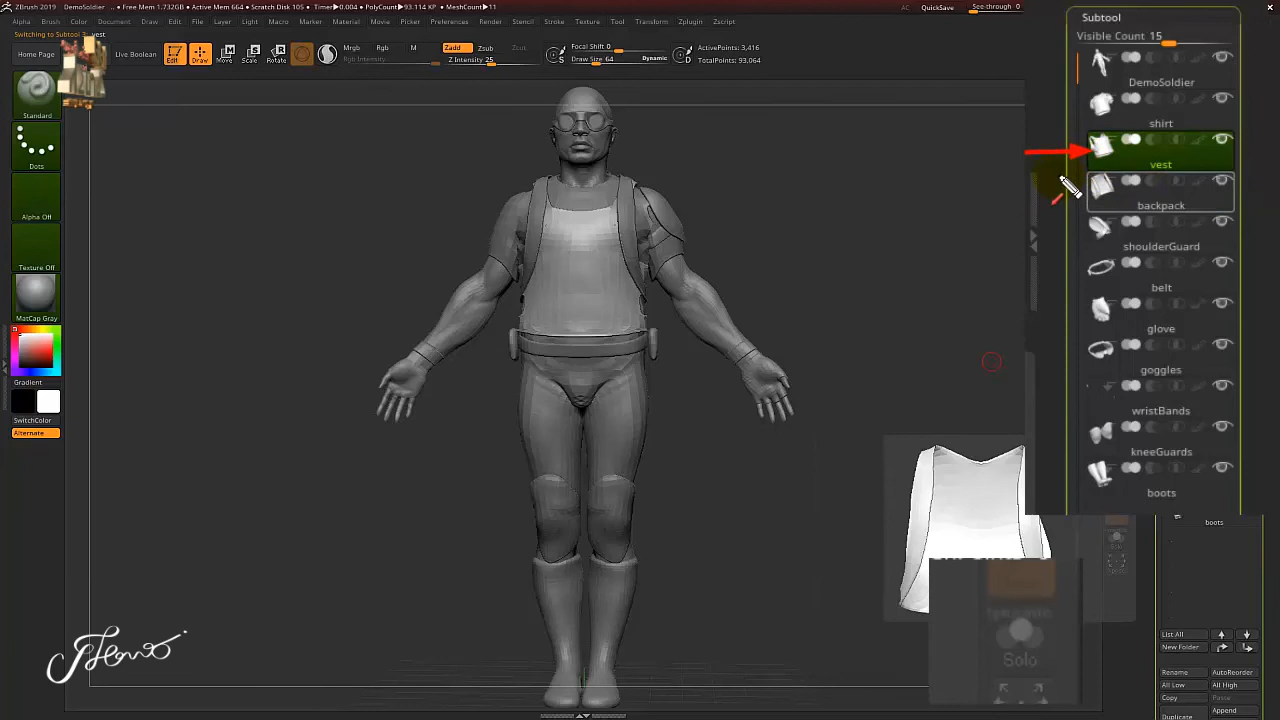 ZBrush 2019 DemoSoldier .. • Free Mem 1.732GB • Active Mem 664 • Scratch Disk 105 • Timer▶0.004 • PolyCount▶93.114 KP • MeshCount▶11
AC QuickSave See-through 0
Alpha Brush Color Document Draw Edit File Layer Light Macro Marker Material Movie Picker Preferences Render Stencil Stroke Texture Tool Transform Zplugin Zscript
Switching to Subtool 3: vest
Home Page Live Boolean Edit Draw Move Scale Rotate
Mrgb Rgb M Zadd Zsub Zcut
Rgb Intensity Z Intensity 25
S Focal Shift 0 D
Draw Size 64 Dynamic
ActivePoints: 3,416
TotalPoints: 93,064
Standard
Dots
Alpha Off
Texture Off
MatCap Gray
Gradient
SwitchColor
Alternate
Subtool
Visible Count 15
DemoSoldier
shirt
vest
backpack
shoulderGuard
belt
glove
goggles
wristBands
kneeGuards
boots
boots
Solo
List All
New Folder
Rename AutoReorder
All Low All High
Copy Paste
Duplicate Append